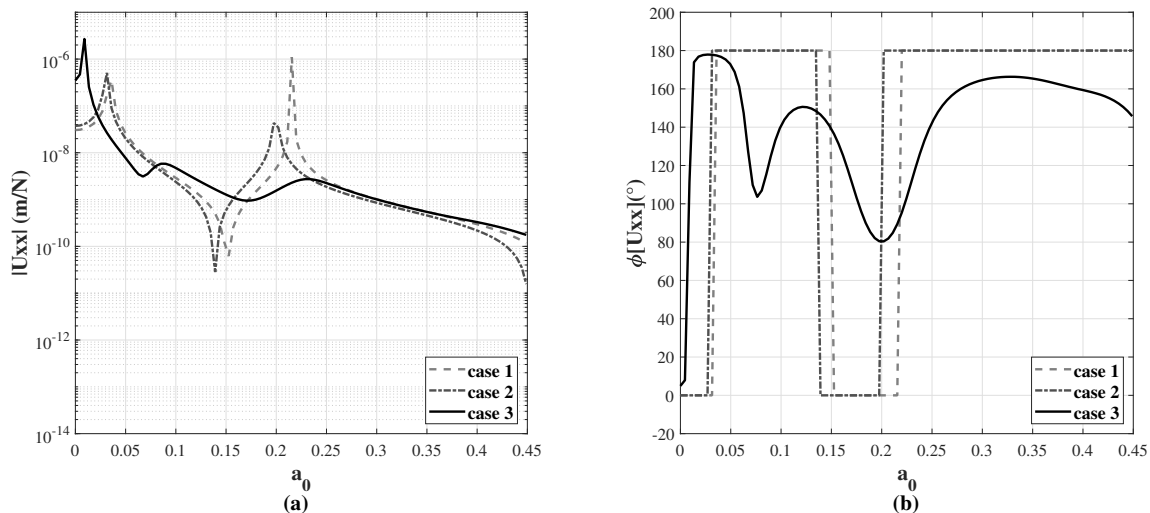 |Uxx| (m/N)
10^-6
10^-8
10^-10
10^-12
10^-14
0 0.05 0.1 0.15 0.2 0.25 0.3 0.35 0.4 0.45
a_0
(a)
case 1
case 2
case 3
ϕ[Uxx](°)
200
180
160
140
120
100
80
60
40
20
0
-20
0 0.05 0.1 0.15 0.2 0.25 0.3 0.35 0.4 0.45
a_0
(b)
case 1
case 2
case 3